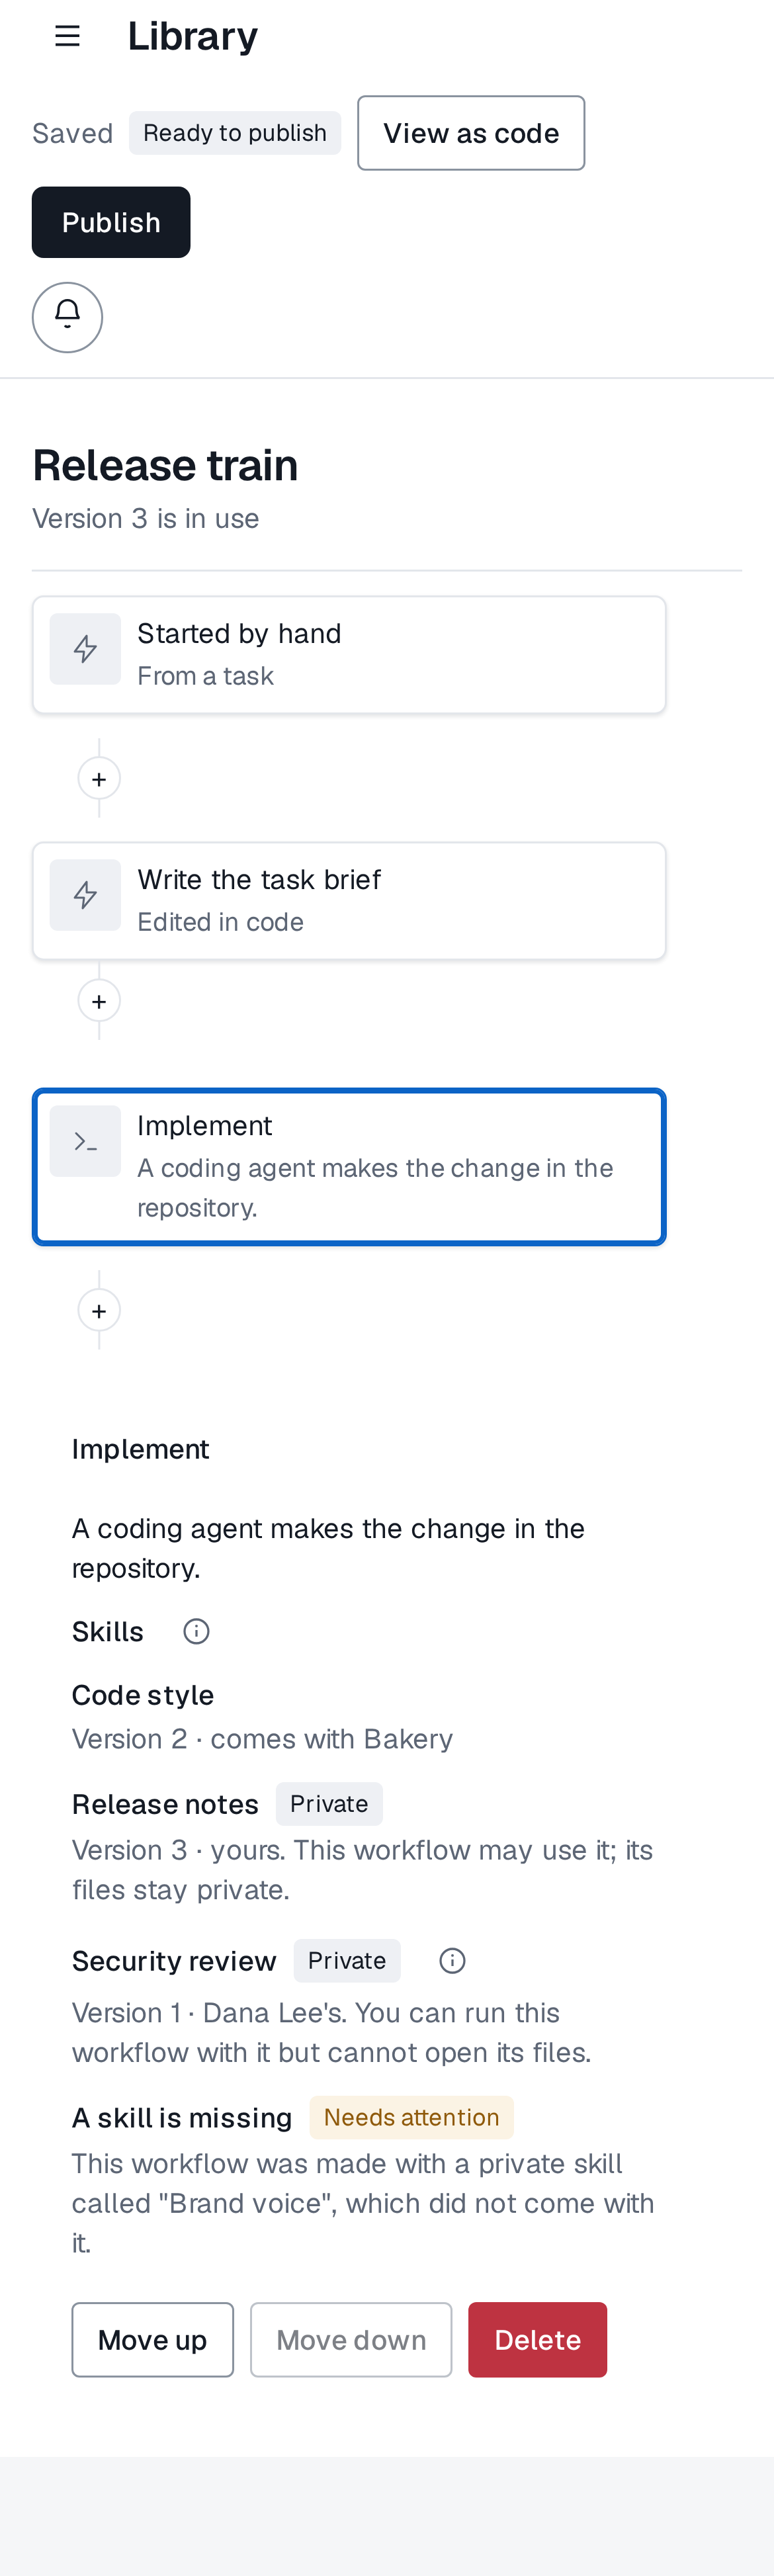 Library
Saved
Ready to publish
View as code
Publish
Release train
Version 3 is in use
Started by hand
From a task
+
Write the task brief
Edited in code
+
Implement
A coding agent makes the change in the
repository.
+
Implement
A coding agent makes the change in the
repository.
Skills
Code style
Version 2 · comes with Bakery
Release notes Private
Version 3 · yours. This workflow may use it; its
files stay private.
Security review Private
Version 1 · Dana Lee's. You can run this
workflow with it but cannot open its files.
A skill is missing Needs attention
This workflow was made with a private skill
called "Brand voice", which did not come with
it.
Move up
Move down
Delete